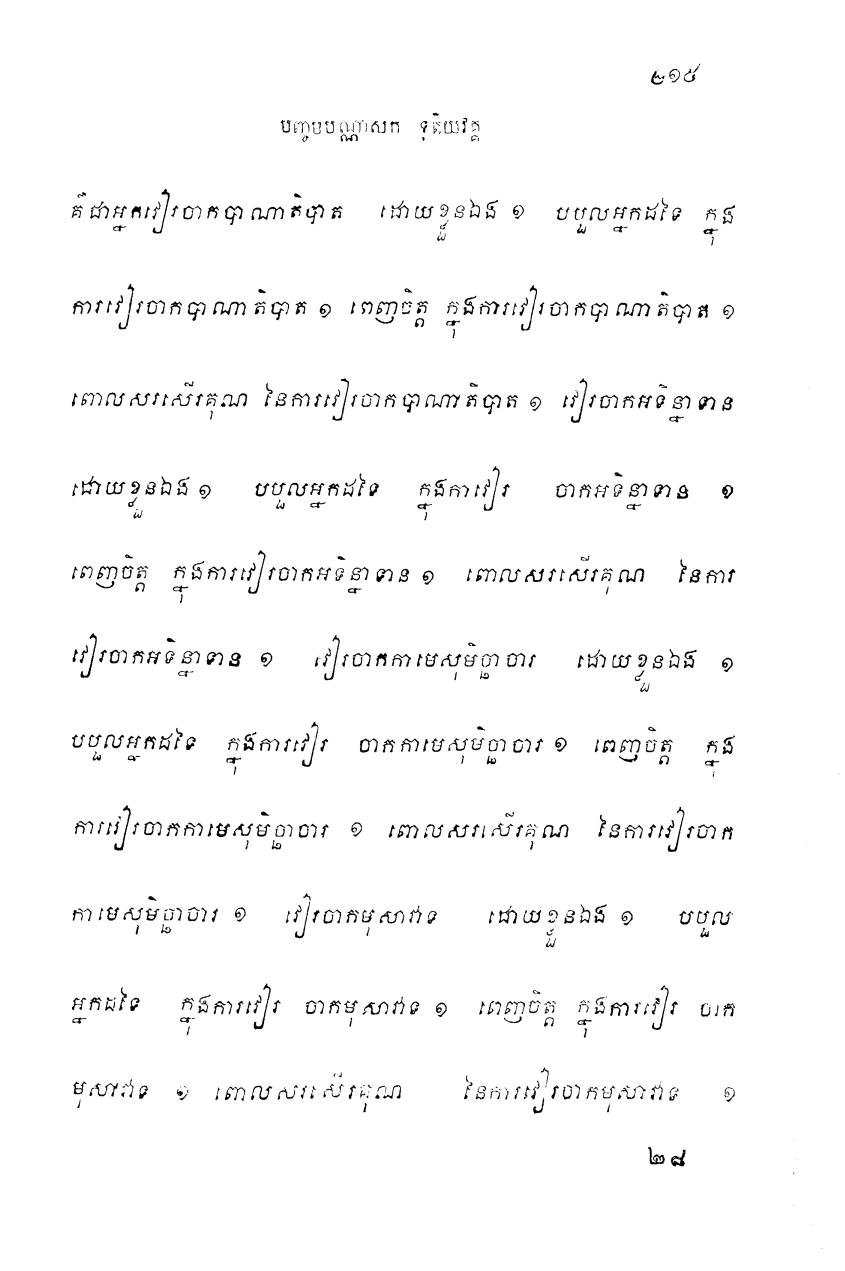 ២១៥
បញ្ចមបណ្ណាសក ទុតិយវគ្គ
គឺជាអ្នកវៀរចាកបាណាតិបាត ដោយខ្លួនឯង ១ បបួលអ្នកដទៃ ក្នុង
ការវៀរចាកបាណាតិបាត ១ ពេញចិត្ត ក្នុងការវៀរចាកបាណាតិបាត ១
ពោលសរសើរគុណ នៃការវៀរចាកបាណាតិបាត ១ វៀរចាកអទិន្នាទាន
ដោយខ្លួនឯង ១ បបួលអ្នកដទៃ ក្នុងកាវៀរ ចាកអទិន្នាទាន ១
ពេញចិត្ត ក្នុងការវៀរចាកអទិន្នាទាន ១ ពោលសរសើរគុណ នៃការ
វៀរចាកអទិន្នាទាន ១ វៀរចាកកាមេសុមិច្ឆាចារ ដោយខ្លួនឯង ១
បបួលអ្នកដទៃ ក្នុងការវៀរ ចាកកាមេសុមិច្ឆាចារ ១ ពេញចិត្ត ក្នុង
ការវៀរចាកកាមេសុមិច្ឆាចារ ១ ពោលសរសើរគុណ នៃការវៀរចាក
កាមេសុមិច្ឆាចារ ១ វៀរចាកមុសាវាទ ដោយខ្លួនឯង ១ បបួល
អ្នកដទៃ ក្នុងការវៀរ ចាកមុសាវាទ ១ ពេញចិត្ត ក្នុងការវៀរ ចាក
មុសាវាទ ១ ពោលសរសើរគុណ នៃការវៀរចាកមុសាវាទ ១
២៨